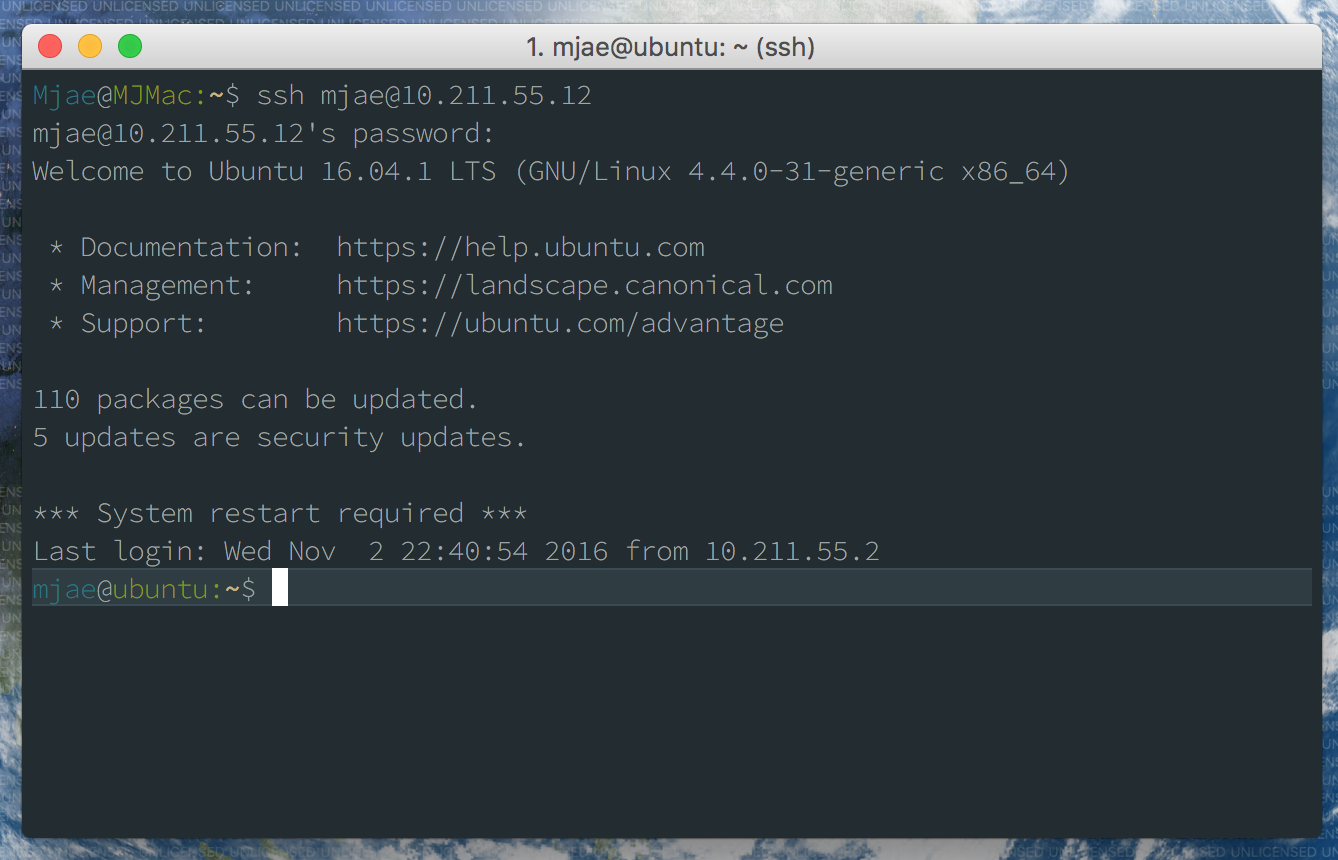 UNLICENSED UNLICENSED UNLICENSED UNLICENSED UNLICENSED UNLICENSED UNLICENSED UNLICENSED
1. mjae@ubuntu: ~ (ssh)
Mjae@MJMac:~$ ssh mjae@10.211.55.12
mjae@10.211.55.12's password:
Welcome to Ubuntu 16.04.1 LTS (GNU/Linux 4.4.0-31-generic x86_64)
* Documentation:  https://help.ubuntu.com
* Management:     https://landscape.canonical.com
* Support:        https://ubuntu.com/advantage
110 packages can be updated.
5 updates are security updates.
*** System restart required ***
Last login: Wed Nov  2 22:40:54 2016 from 10.211.55.2
mjae@ubuntu:~$